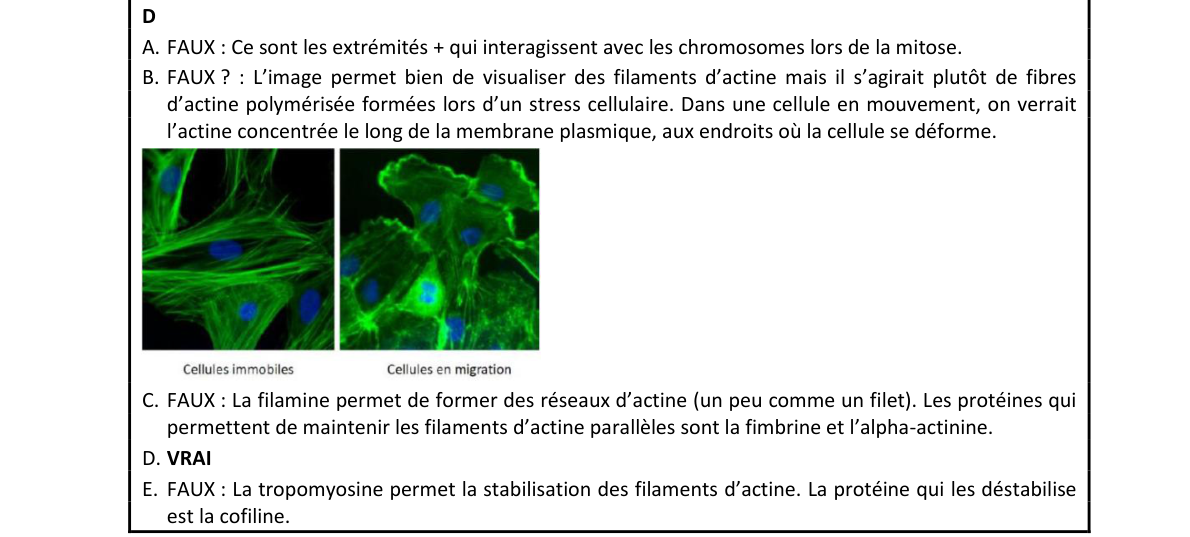 D
A. FAUX : Ce sont les extrémités + qui interagissent avec les chromosomes lors de la mitose.
B. FAUX ? : L’image permet bien de visualiser des filaments d’actine mais il s’agirait plutôt de fibres
d’actine polymérisée formées lors d’un stress cellulaire. Dans une cellule en mouvement, on verrait
l’actine concentrée le long de la membrane plasmique, aux endroits où la cellule se déforme.
Cellules immobiles
Cellules en migration
C. FAUX : La filamine permet de former des réseaux d’actine (un peu comme un filet). Les protéines qui
permettent de maintenir les filaments d’actine parallèles sont la fimbrine et l’alpha-actinine.
D. VRAI
E. FAUX : La tropomyosine permet la stabilisation des filaments d’actine. La protéine qui les déstabilise
est la cofiline.